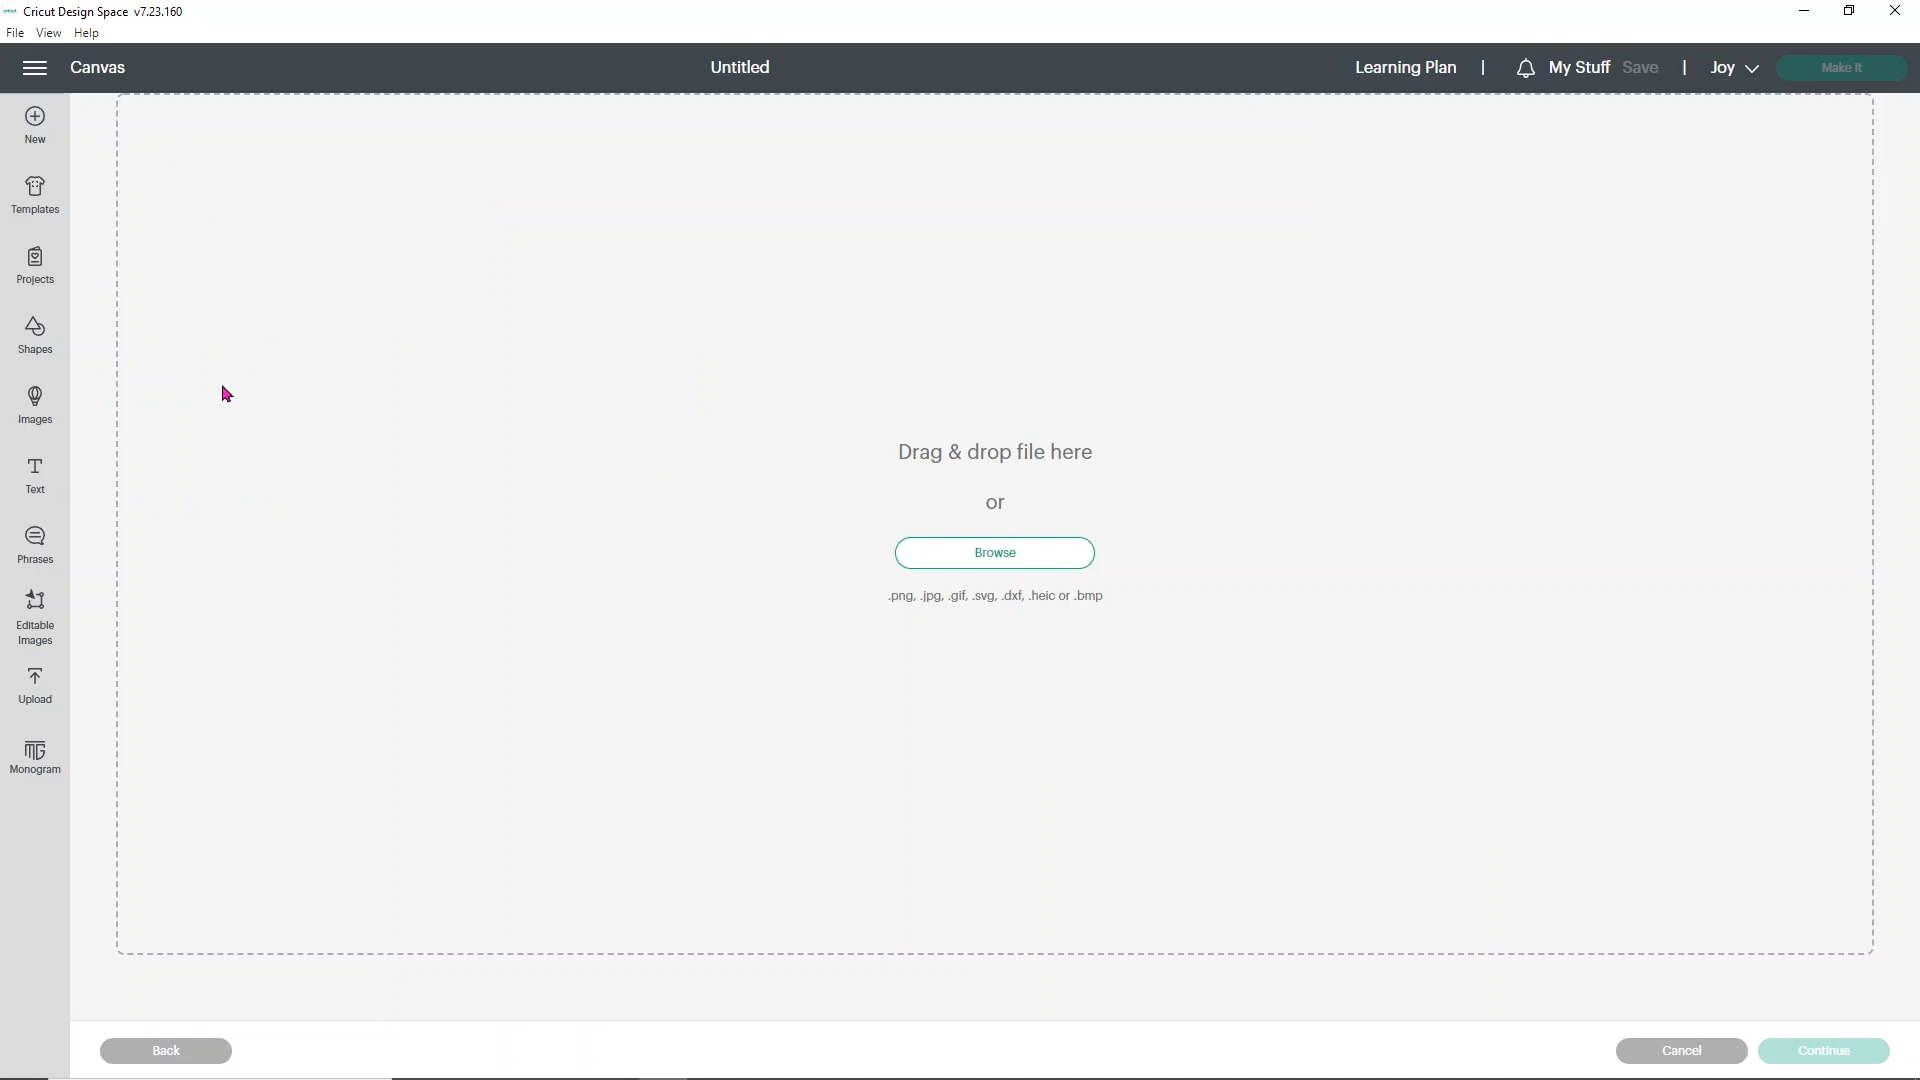 cricut Cricut Design Space v7.23.160
File View Help
Canvas Untitled Learning Plan | My Stuff Save | Joy Make It
New
Templates
Projects
Shapes
Images
Text
Phrases
Editable
Images
Upload
MG
Monogram
Drag & drop file here
or
Browse
.png, .jpg, .gif, .svg, .dxf, .heic or .bmp
Back Cancel Continue